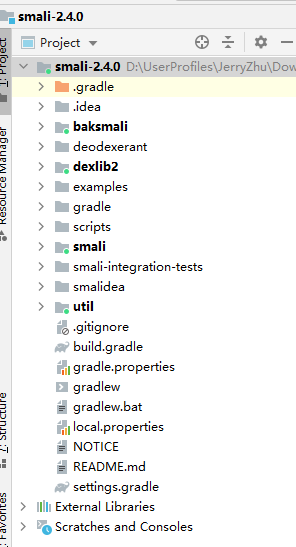 smali-2.4.0
Project
smali-2.4.0 D:\UserProfiles\JerryZhu\Dow
.gradle
.idea
baksmali
deodexerant
dexlib2
examples
gradle
scripts
smali
smali-integration-tests
smalidea
util
.gitignore
build.gradle
gradle.properties
gradlew
gradlew.bat
local.properties
NOTICE
README.md
settings.gradle
External Libraries
Scratches and Consoles
1: Project
Resource Manager
7: Structure
Favorites